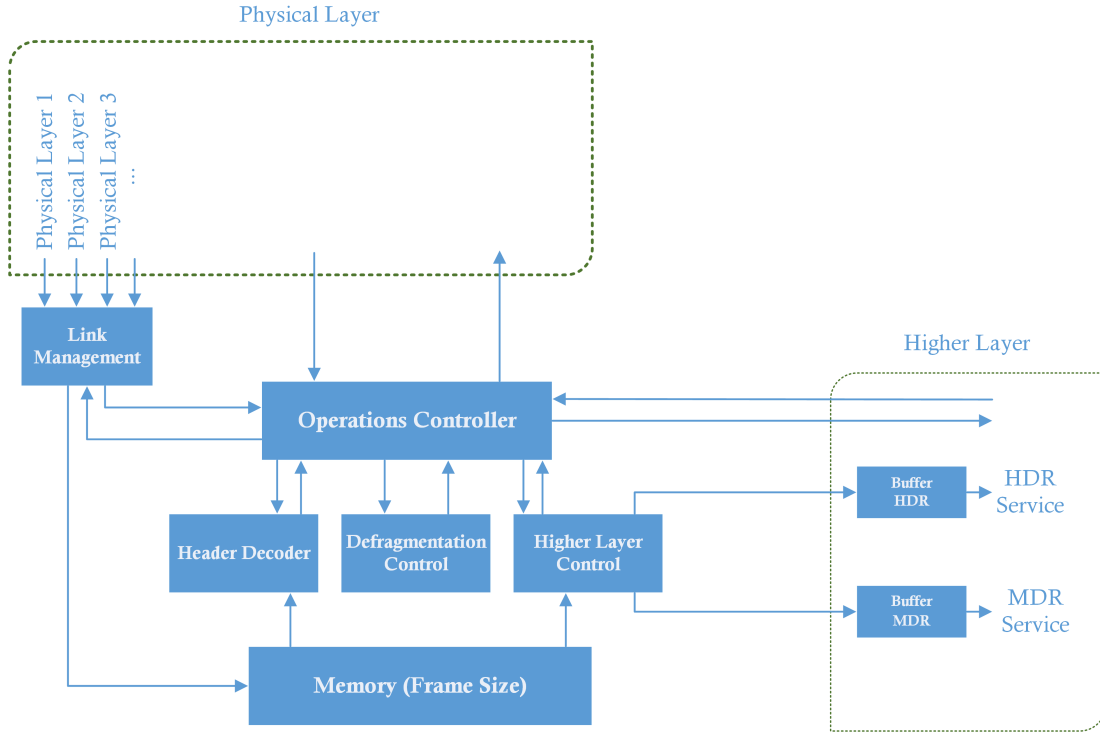 Physical Layer
Physical Layer 1
Physical Layer 2
Physical Layer 3
...
Link
Management
Higher Layer
Operations Controller
Buffer
HDR
HDR
Service
Header Decoder
Defragmentation
Control
Higher Layer
Control
Buffer
MDR
MDR
Service
Memory (Frame Size)